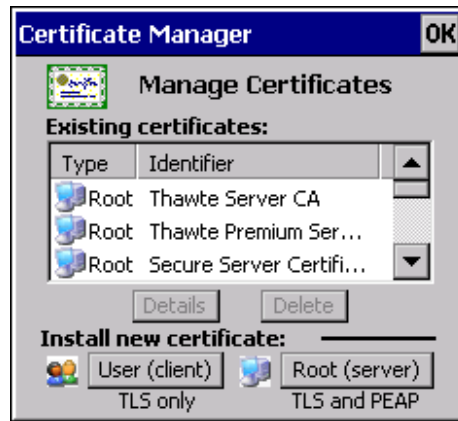 Certificate Manager OK
Manage Certificates
Existing certificates:
Type Identifier
Root Thawte Server CA
Root Thawte Premium Ser...
Root Secure Server Certifi...
Details Delete
Install new certificate:
User (client) Root (server)
TLS only TLS and PEAP